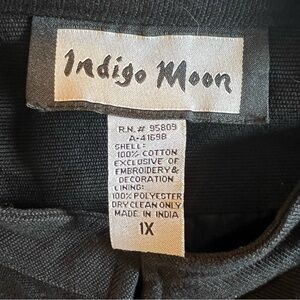 Indigo Moon
R.N.# 95809
A-4169B
SHELL:
100% COTTON
EXCLUSIVE OF
EMBROIDERY &
DECORATION
LINING:
100% POLYESTER
DRY CLEAN ONLY
MADE IN INDIA
1X